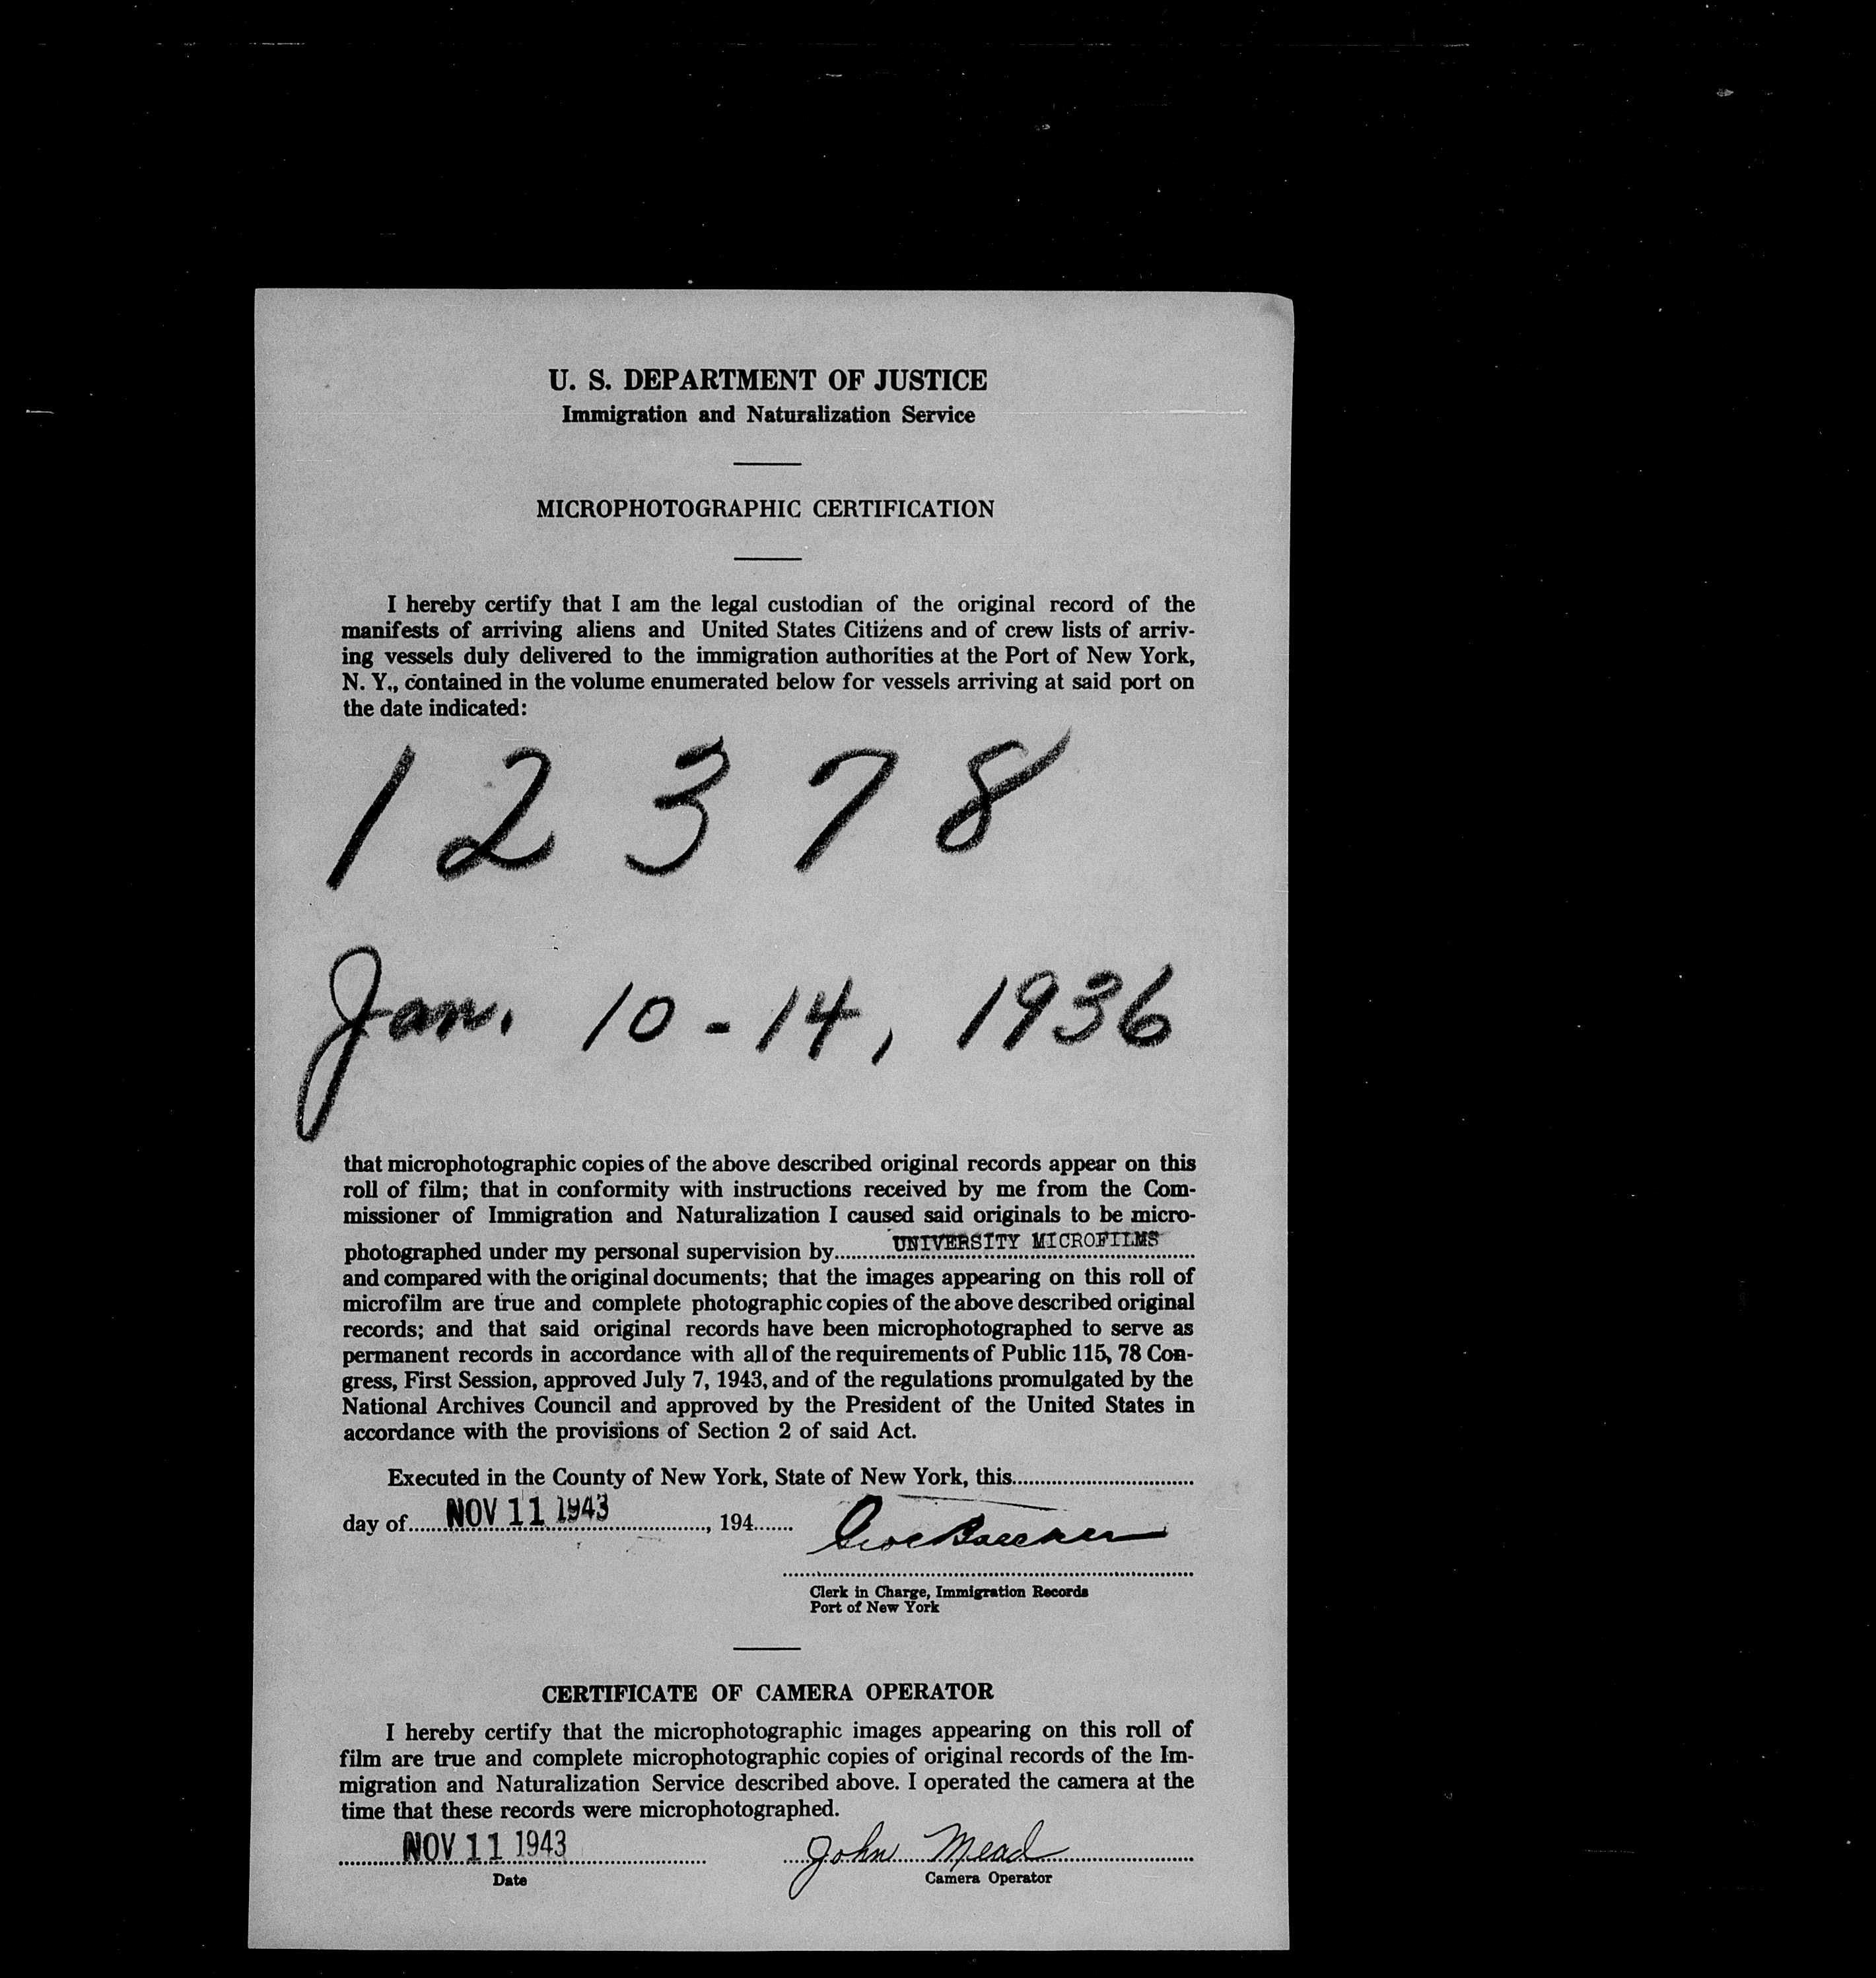 U. S. DEPARTMENT OF JUSTICE
Immigration and Naturalization Service
MICROPHOTOGRAPHIC CERTIFICATION
I hereby certify that I am the legal custodian of the original record of the
manifests of arriving aliens and United States Citizens and of crew lists of arriv-
ing vessels duly delivered to the immigration authorities at the Port of New York,
N. Y., contained in the volume enumerated below for vessels arriving at said port on
the date indicated:
12378
Jan. 10-14, 1936
that microphotographic copies of the above described original records appear on this
roll of film; that in conformity with instructions received by me from the Com-
missioner of Immigration and Naturalization I caused said originals to be micro-
photographed under my personal supervision by UNIVERSITY MICROFILMS
and compared with the original documents; that the images appearing on this roll of
microfilm are true and complete photographic copies of the above described original
records; and that said original records have been microphotographed to serve as
permanent records in accordance with all of the requirements of Public 115, 78 Con-
gress, First Session, approved July 7, 1943, and of the regulations promulgated by the
National Archives Council and approved by the President of the United States in
accordance with the provisions of Section 2 of said Act.
Executed in the County of New York, State of New York, this
day of NOV 11 1943, 194
Clerk in Charge, Immigration Records
Port of New York
CERTIFICATE OF CAMERA OPERATOR
I hereby certify that the microphotographic images appearing on this roll of
film are true and complete microphotographic copies of original records of the Im-
migration and Naturalization Service described above. I operated the camera at the
time that these records were microphotographed.
NOV 11 1943 John Mead
Date Camera Operator